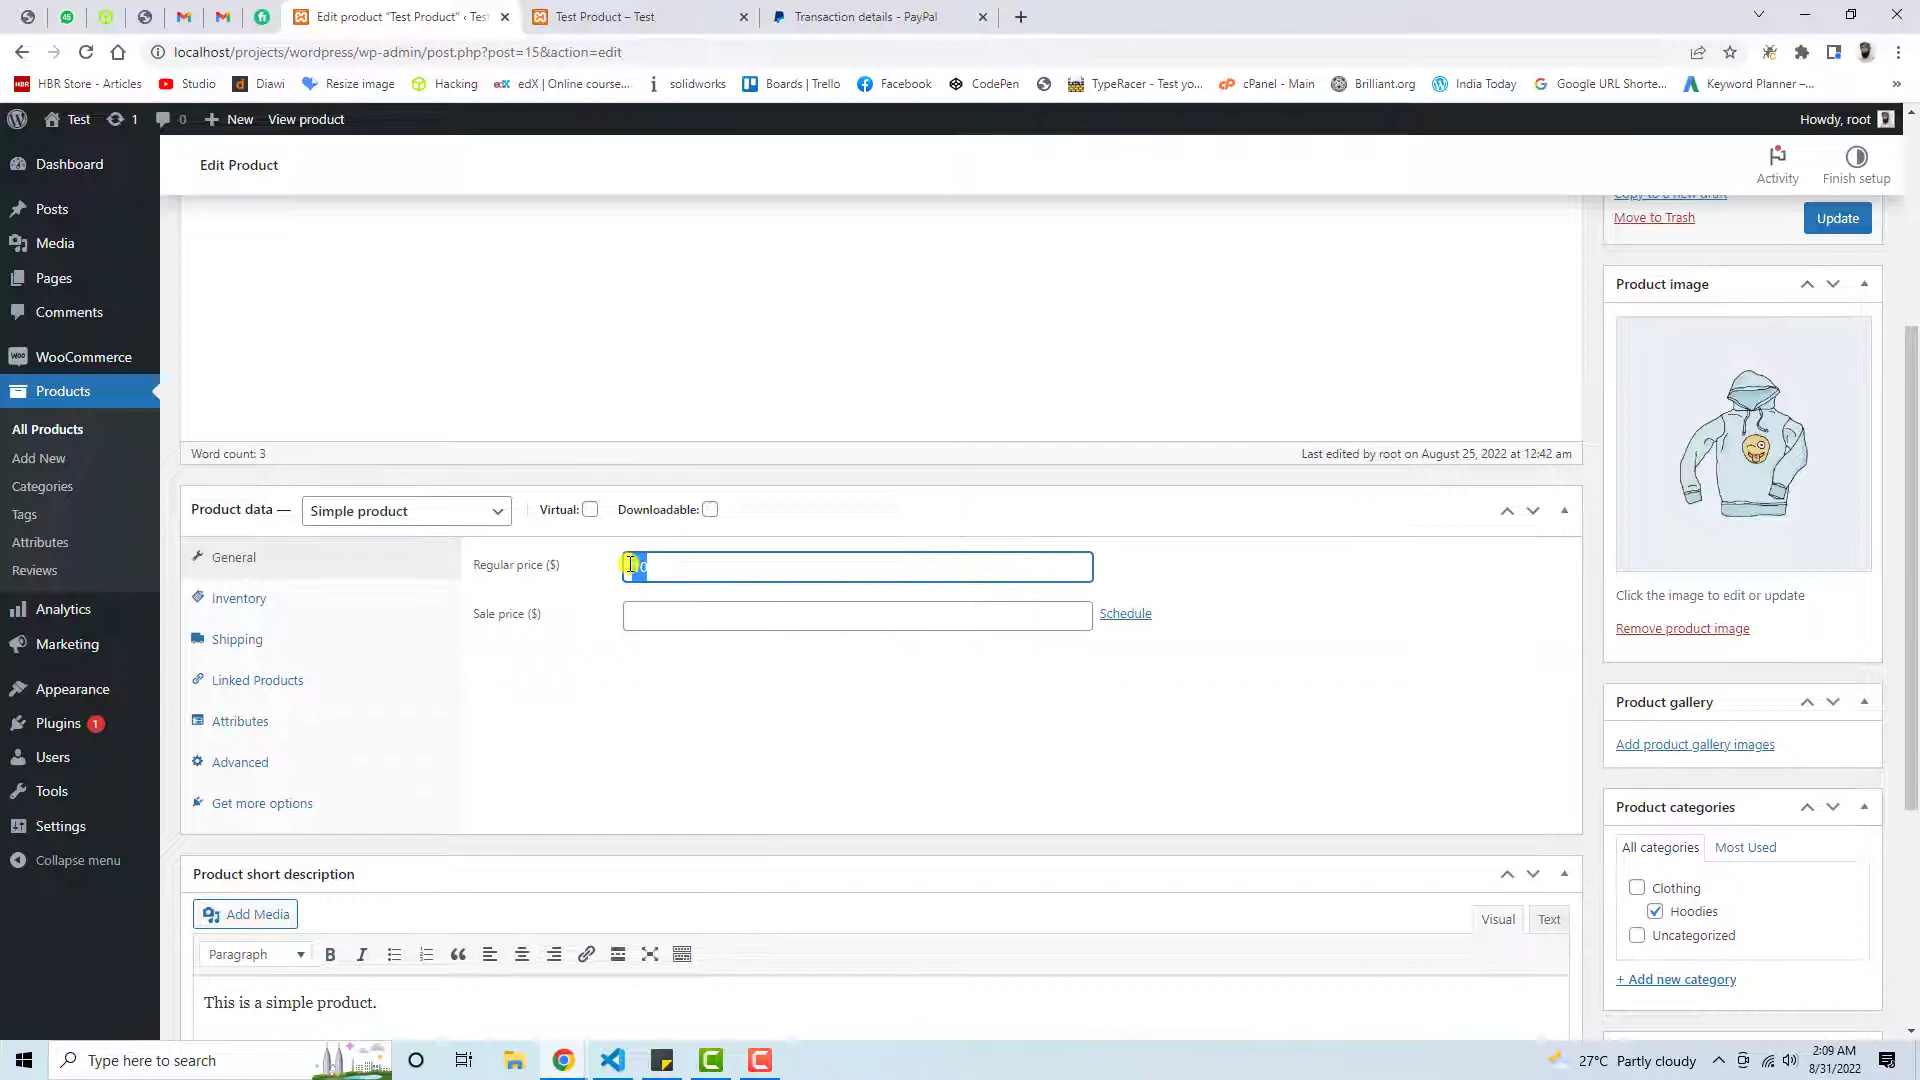 Edit product "Test Product" ‹ Tes
Test Product – Test
Transaction details - PayPal
localhost/projects/wordpress/wp-admin/post.php?post=15&action=edit
HBR Store - Articles
Studio
Diawi
Resize image
Hacking
edX | Online course...
solidworks
Boards | Trello
Facebook
CodePen
TypeRacer - Test yo...
cPanel - Main
Brilliant.org
India Today
Google URL Shorte...
Keyword Planner –...
»
Test
1
0
New
View product
Howdy, root
Edit Product
Activity
Finish setup
Dashboard
Posts
Media
Pages
Comments
WooCommerce
Products
All Products
Add New
Categories
Tags
Attributes
Reviews
Analytics
Marketing
Appearance
Plugins 1
Users
Tools
Settings
Collapse menu
Copy to a new draft
Move to Trash
Update
Word count: 3
Last edited by root on August 25, 2022 at 12:42 am
Product data —
Simple product
Virtual:
Downloadable:
General
Inventory
Shipping
Linked Products
Attributes
Advanced
Get more options
Regular price ($)
Sale price ($)
Schedule
Product short description
Add Media
Visual
Text
Paragraph
This is a simple product.
Product image
Click the image to edit or update
Remove product image
Product gallery
Add product gallery images
Product categories
All categories
Most Used
Clothing
Hoodies
Uncategorized
+ Add new category
Type here to search
27°C Partly cloudy
2:09 AM
8/31/2022